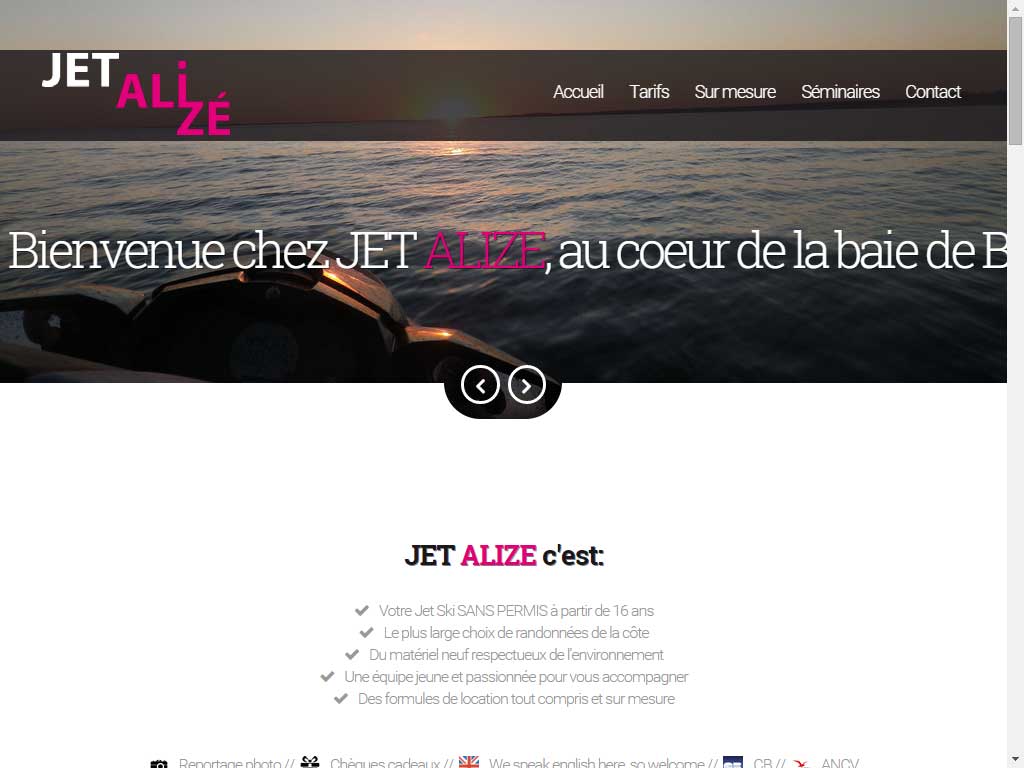 JET
ALI
ZÉ
Accueil Tarifs Sur mesure Séminaires Contact
Bienvenue chez JET ALIZE, au coeur de la baie de B
JET ALIZE c'est:
Votre Jet Ski SANS PERMIS à partir de 16 ans
Le plus large choix de randonnées de la côte
Du matériel neuf respectueux de l'environnement
Une équipe jeune et passionnée pour vous accompagner
Des formules de location tout compris et sur mesure
Reportage photo // Chèques cadeaux // We speak english here, so welcome // CB // ANCV